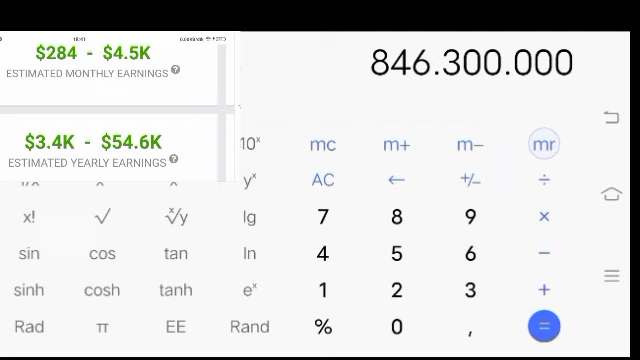 18:41
$284 - $4.5K
ESTIMATED MONTHLY EARNINGS ?
$3.4K - $54.6K
ESTIMATED YEARLY EARNINGS ?
846.300.000
10ˣ mc m+ m− mr
yˣ AC ← +/− ÷
x! √ ˣ√y lg 7 8 9 ×
sin cos tan ln 4 5 6 −
sinh cosh tanh eˣ 1 2 3 +
Rad π EE Rand % 0 , =